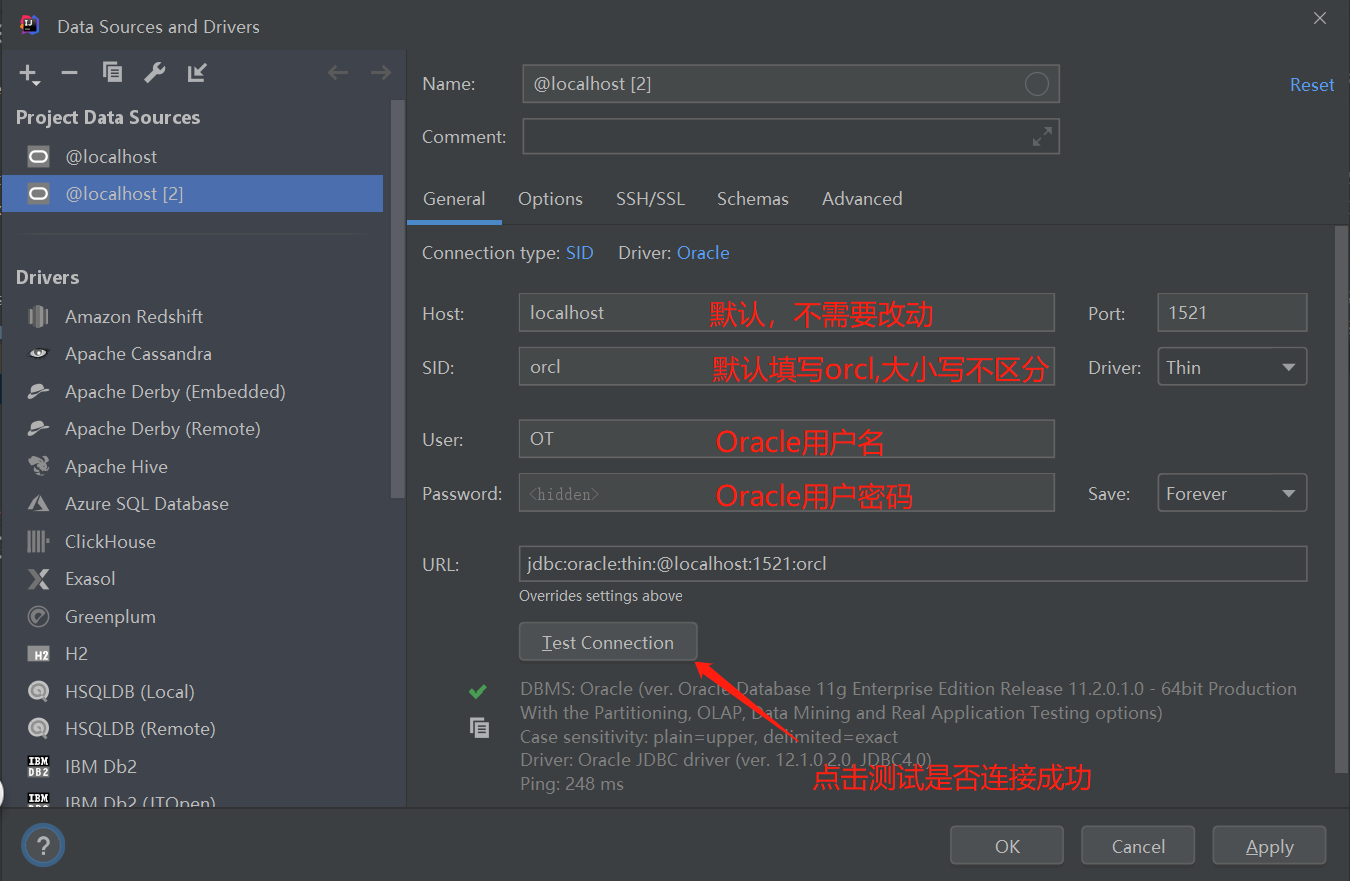 Data Sources and Drivers
Project Data Sources
@localhost
@localhost [2]
Drivers
Amazon Redshift
Apache Cassandra
Apache Derby (Embedded)
Apache Derby (Remote)
Apache Hive
Azure SQL Database
ClickHouse
Exasol
Greenplum
H2 H2
HSQLDB (Local)
HSQLDB (Remote)
IBM DB2 IBM Db2
IBM IBM Db2 (JTOpen)
Name: @localhost [2] Reset
Comment:
General Options SSH/SSL Schemas Advanced
Connection type: SID Driver: Oracle
Host: localhost 默认，不需要改动 Port: 1521
SID: orcl 默认填写orcl,大小写不区分 Driver: Thin
User: OT Oracle用户名
Password: <hidden> Oracle用户密码 Save: Forever
URL: jdbc:oracle:thin:@localhost:1521:orcl
Overrides settings above
Test Connection
DBMS: Oracle (ver. Oracle Database 11g Enterprise Edition Release 11.2.0.1.0 - 64bit Production
With the Partitioning, OLAP, Data Mining and Real Application Testing options)
Case sensitivity: plain=upper, delimited=exact
Driver: Oracle JDBC driver (ver. 12.1.0.2.0, JDBC4.0)
点击测试是否连接成功
Ping: 248 ms
? OK Cancel Apply